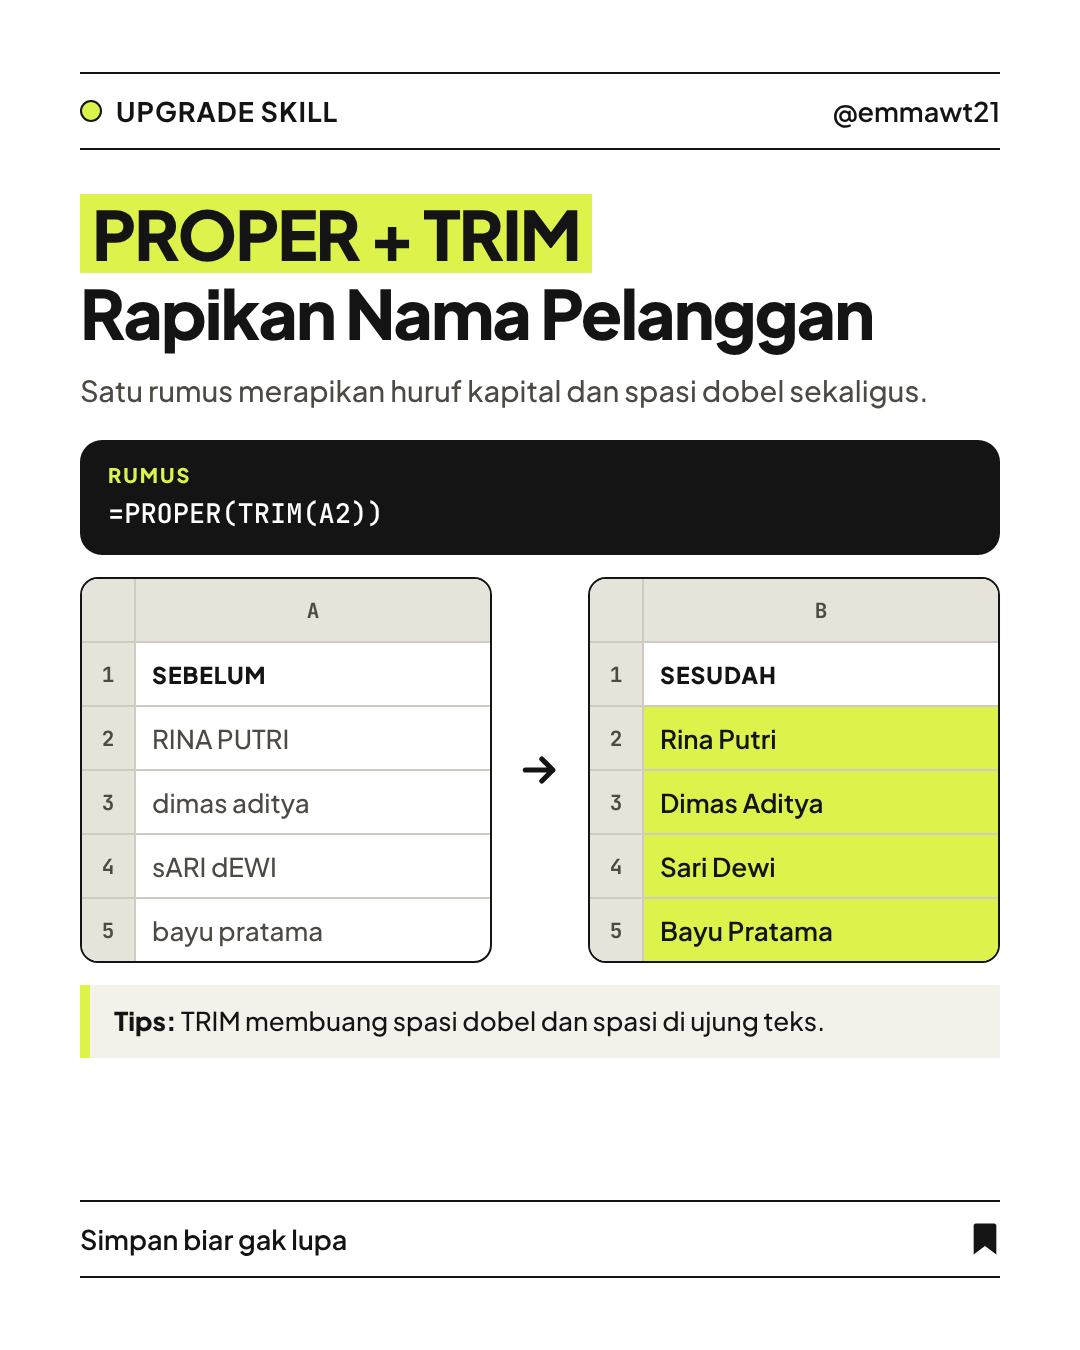 UPGRADE SKILL
@emmawt21
PROPER + TRIM
Rapikan Nama Pelanggan
Satu rumus merapikan huruf kapital dan spasi dobel sekaligus.
RUMUS
=PROPER(TRIM(A2))
A
1 SEBELUM
2 RINA PUTRI
3 dimas aditya
4 sARI dEWI
5 bayu pratama
→
B
1 SESUDAH
2 Rina Putri
3 Dimas Aditya
4 Sari Dewi
5 Bayu Pratama
Tips: TRIM membuang spasi dobel dan spasi di ujung teks.
Simpan biar gak lupa